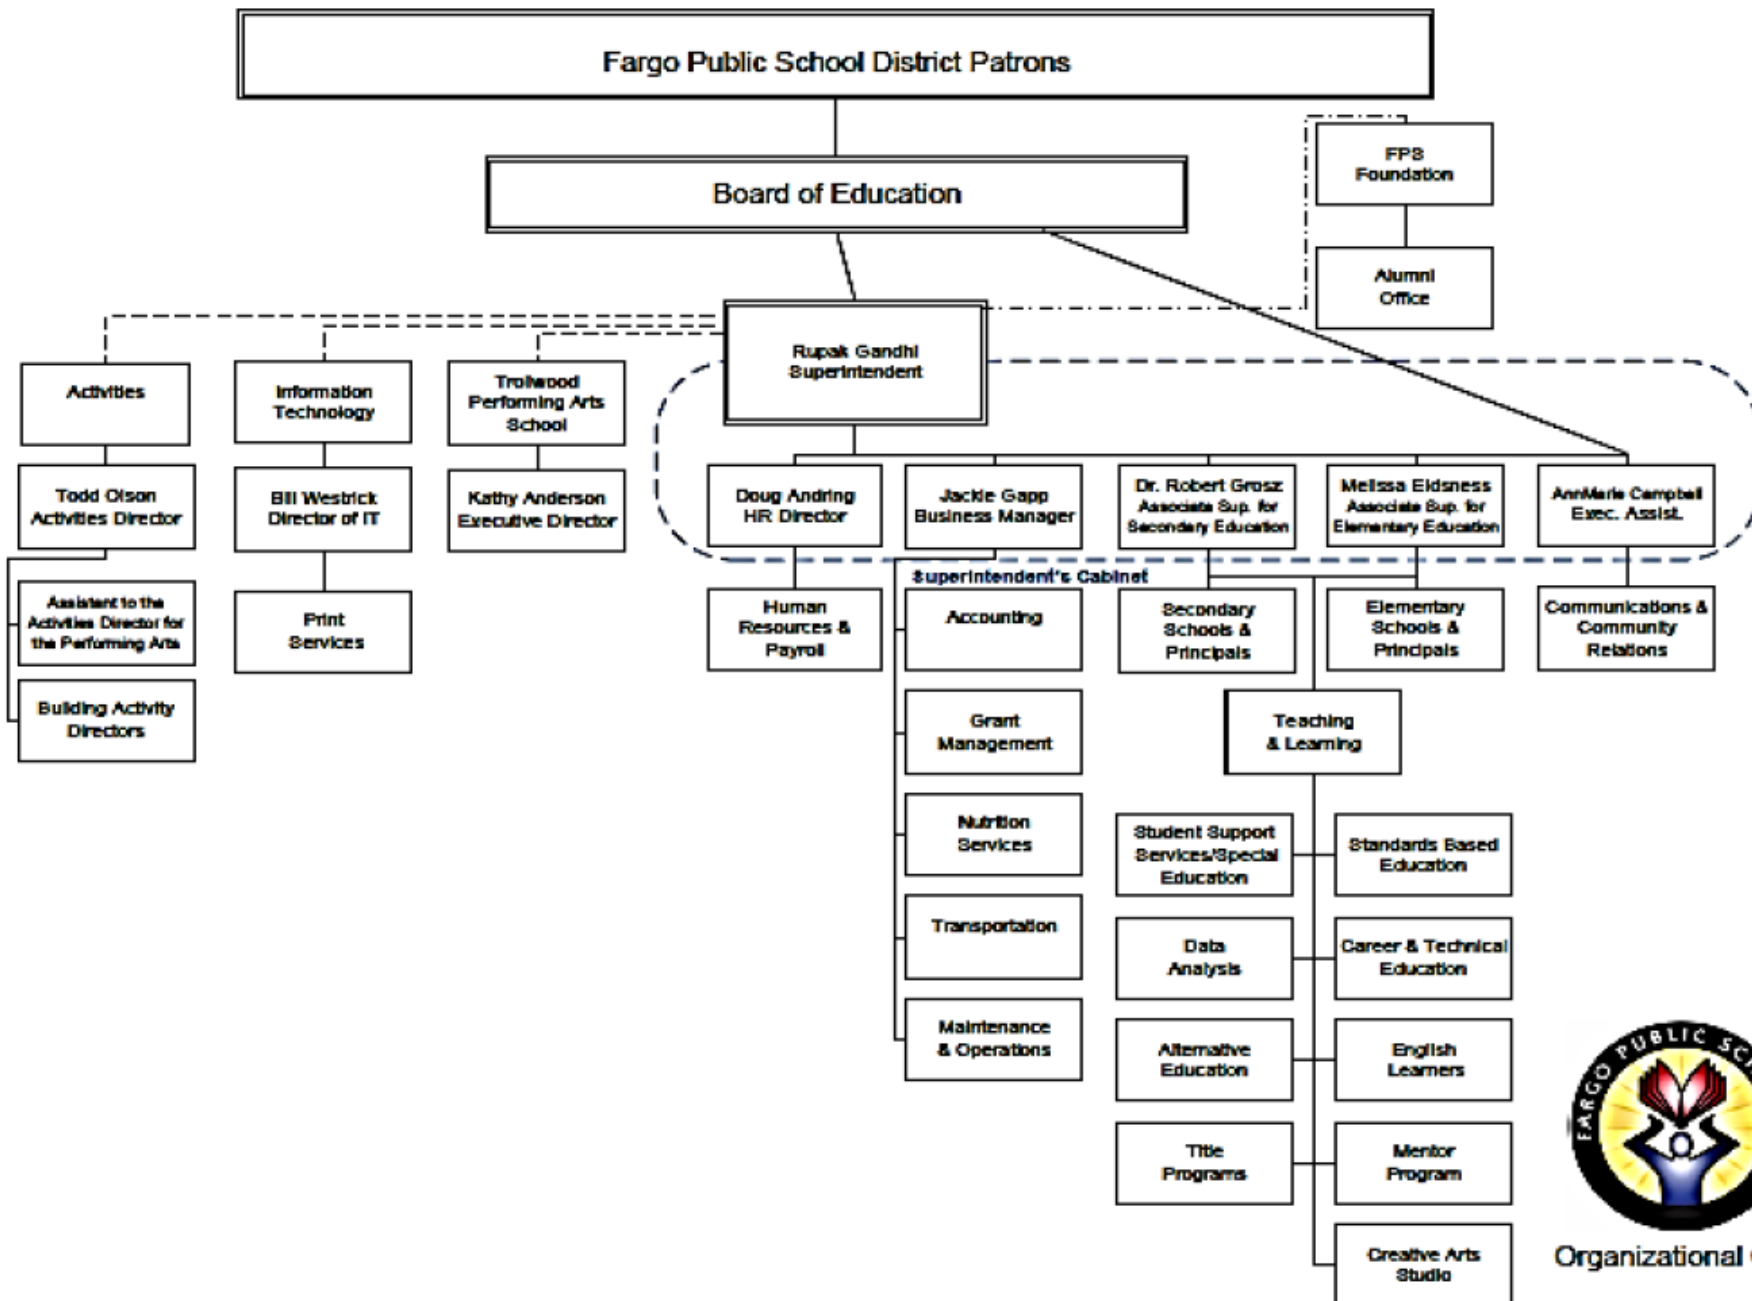 Fargo Public School District Patrons
Board of Education
FPS
Foundation
Alumni
Office
Rupak Gandhi
Superintendent
Activities
Information
Technology
Trollwood
Performing Arts
School
Todd Olson
Activities Director
Bill Westrick
Director of IT
Kathy Anderson
Executive Director
Doug Andring
HR Director
Jackie Gapp
Business Manager
Dr. Robert Grosz
Associate Sup. for
Secondary Education
Melissa Eidsness
Associate Sup. for
Elementary Education
AnnMarie Campbell
Exec. Assist.
Superintendent's Cabinet
Assistant to the
Activities Director for
the Performing Arts
Building Activity
Directors
Print
Services
Human
Resources &
Payroll
Accounting
Grant
Management
Nutrition
Services
Transportation
Maintenance
& Operations
Secondary
Schools &
Principals
Elementary
Schools &
Principals
Communications &
Community
Relations
Teaching
& Learning
Student Support
Services/Special
Education
Standards Based
Education
Data
Analysis
Career & Technical
Education
Alternative
Education
English
Learners
Title
Programs
Mentor
Program
Creative Arts
Studio
FARGO PUBLIC SC
Organizational